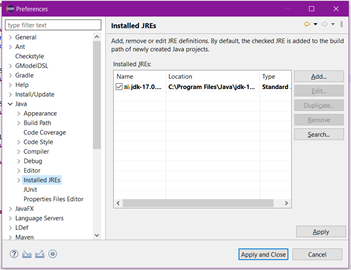 Preferences
type filter text
General
Ant
Checkstyle
GModelDSL
Gradle
Help
Install/Update
Java
Appearance
Build Path
Code Coverage
Code Style
Compiler
Debug
Editor
Installed JREs
JUnit
Properties Files Editor
JavaFX
Language Servers
LDef
Maven
Installed JREs
Add, remove or edit JRE definitions. By default, the checked JRE is added to the build
path of newly created Java projects.
Installed JREs:
Name Location Type
jdk-17.0.... C:\Program Files\Java\jdk-1... Standard
Add...
Edit...
Duplicate...
Remove
Search...
Apply
Apply and Close Cancel